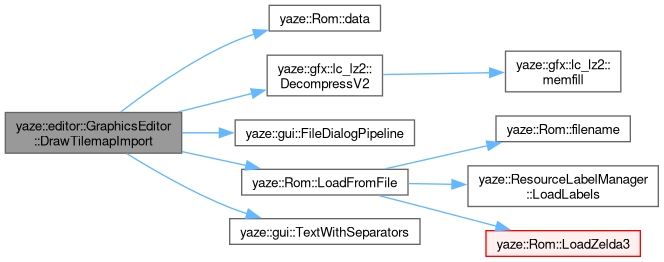 yaze::Rom::data
yaze::gfx::lc_lz2::
DecompressV2
yaze::gfx::lc_lz2::
memfill
yaze::editor::GraphicsEditor
::DrawTilemapImport
yaze::gui::FileDialogPipeline
yaze::Rom::filename
yaze::Rom::LoadFromFile
yaze::ResourceLabelManager
::LoadLabels
yaze::gui::TextWithSeparators
yaze::Rom::LoadZelda3